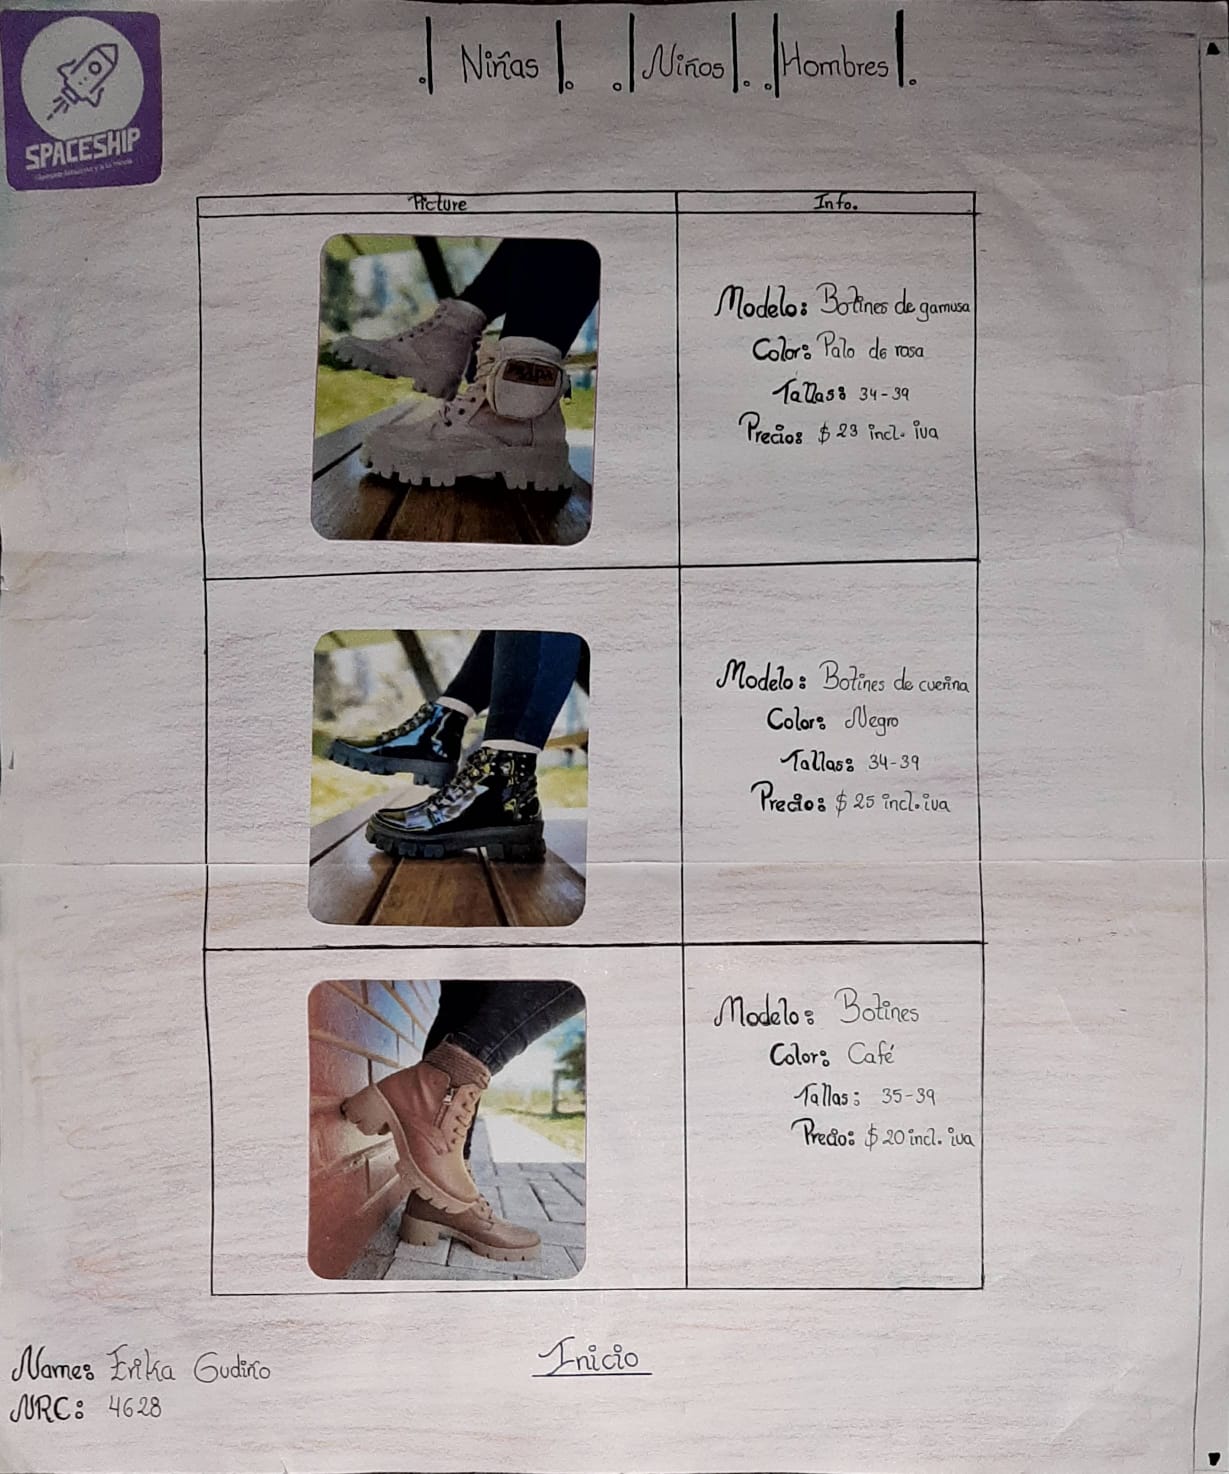 Niñas
Niños
Hombres
SPACESHIP
Picture
Info.
Modelo: Botines de gamusa
Color: Palo de rosa
Tallas: 34-39
Precio: $ 23 incl. iva
Modelo: Botines de cuerina
Color: Negro
Tallas: 34-39
Precio: $ 25 incl. iva
Modelo: Botines
Color: Café
Tallas: 35-39
Precio: $ 20 incl. iva
Inicio
Name: Erika Gudiño
NRC: 4628